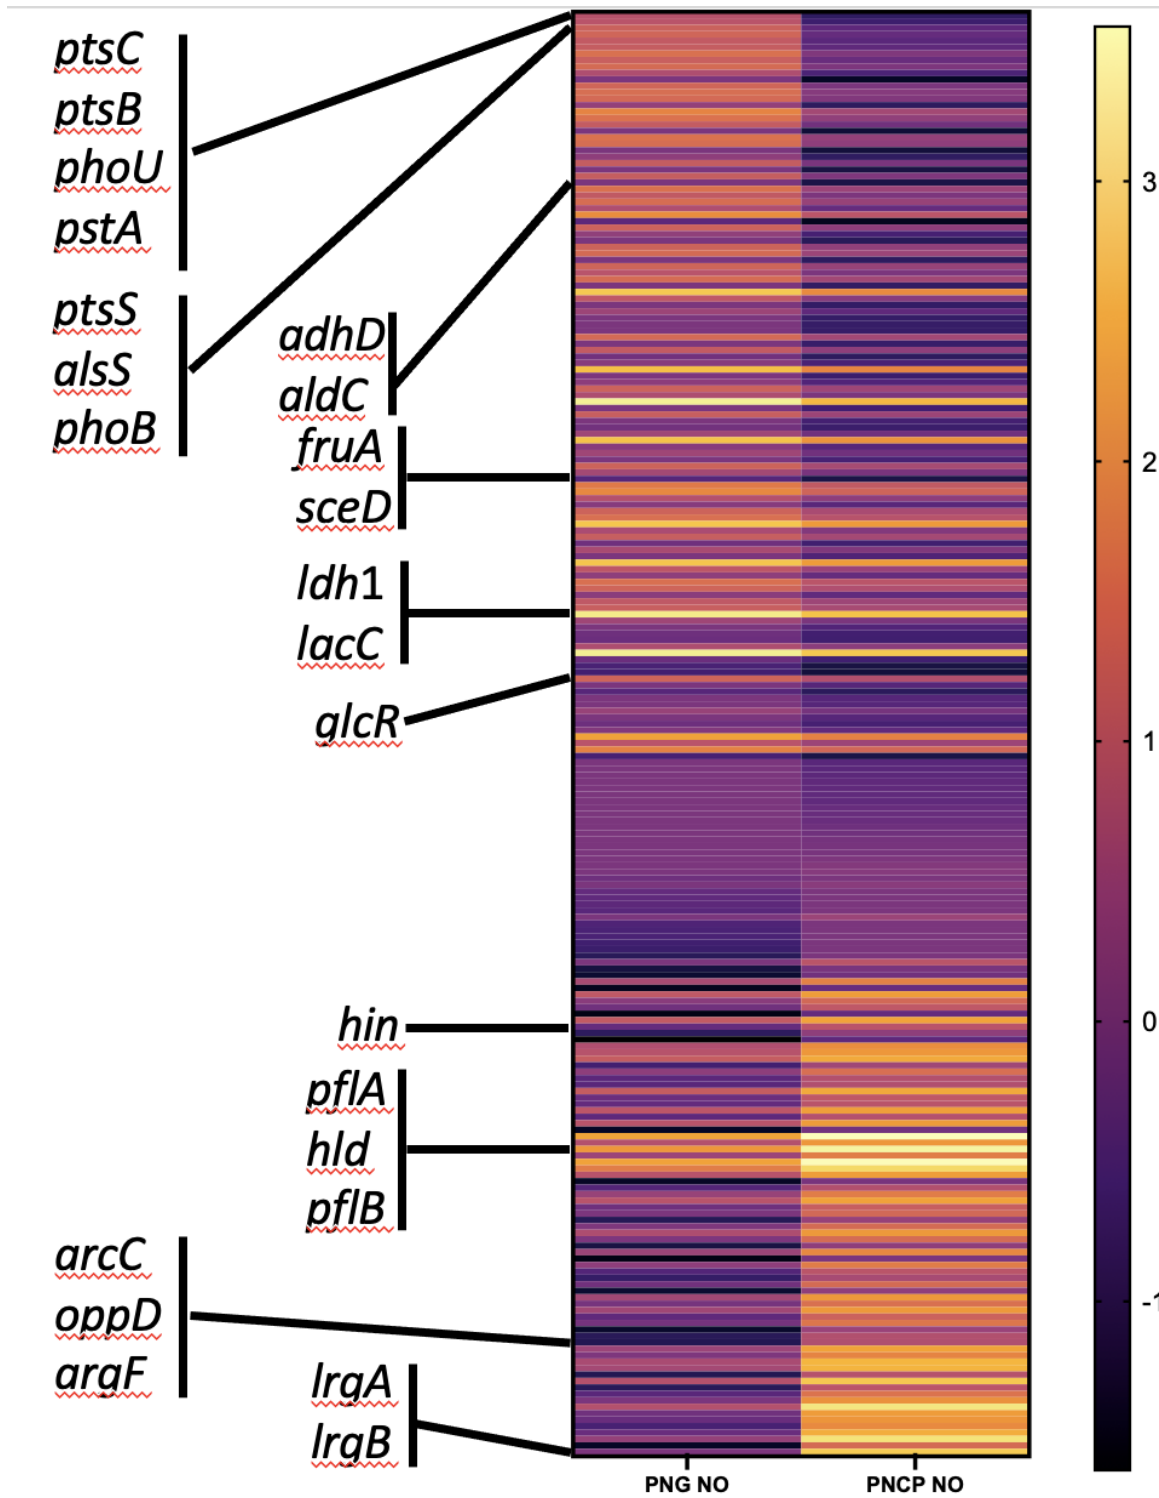 ptsC
ptsB
phoU
pstA
ptsS
alsS
phoB
adhD
aldC
fruA
sceD
ldh1
lacC
glcR
hin
pflA
hld
pflB
arcC
oppD
argF
lrgA
lrgB
3
2
1
0
-1
PNG NO
PNCP NO